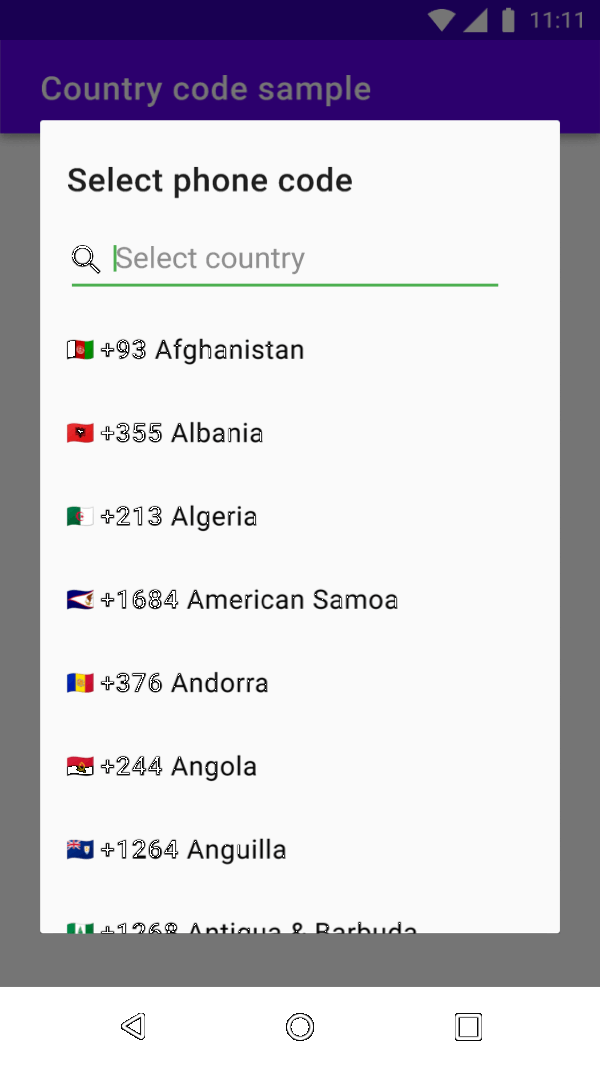 11:11
Country code sample
Select phone code
Select country
+93 Afghanistan
+355 Albania
+213 Algeria
+1684 American Samoa
+376 Andorra
+244 Angola
+1264 Anguilla
+1268 Antigua & Barbuda